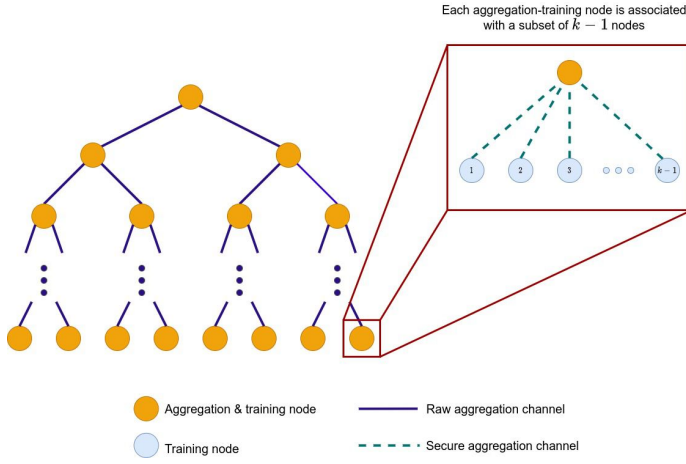 Each aggregation-training node is associated
with a subset of k − 1 nodes
1
2
3
k − 1
Aggregation & training node
Raw aggregation channel
Training node
Secure aggregation channel